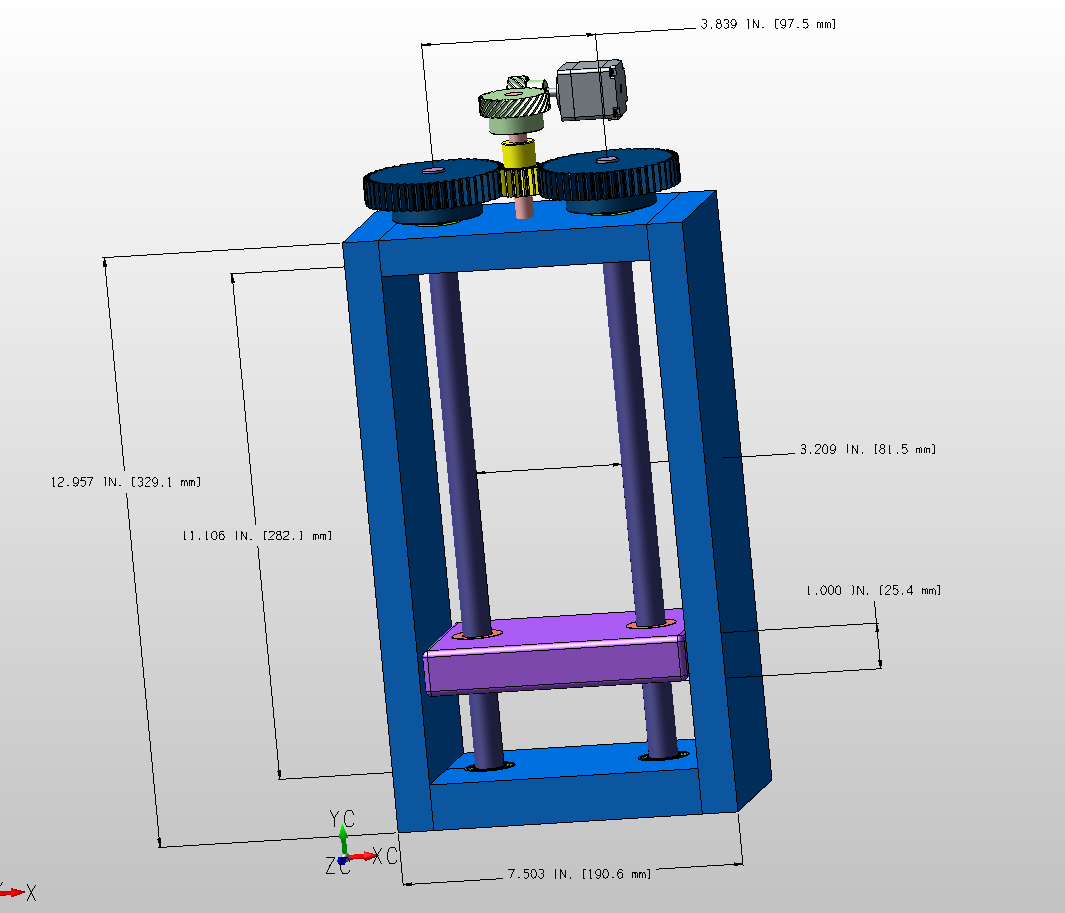 3.839 IN. [97.5 mm]
3.209 IN. [81.5 mm]
12.957 IN. [329.1 mm]
11.106 IN. [282.1 mm]
1.000 IN. [25.4 mm]
YC
XC
ZC
7.503 IN. [190.6 mm]
X